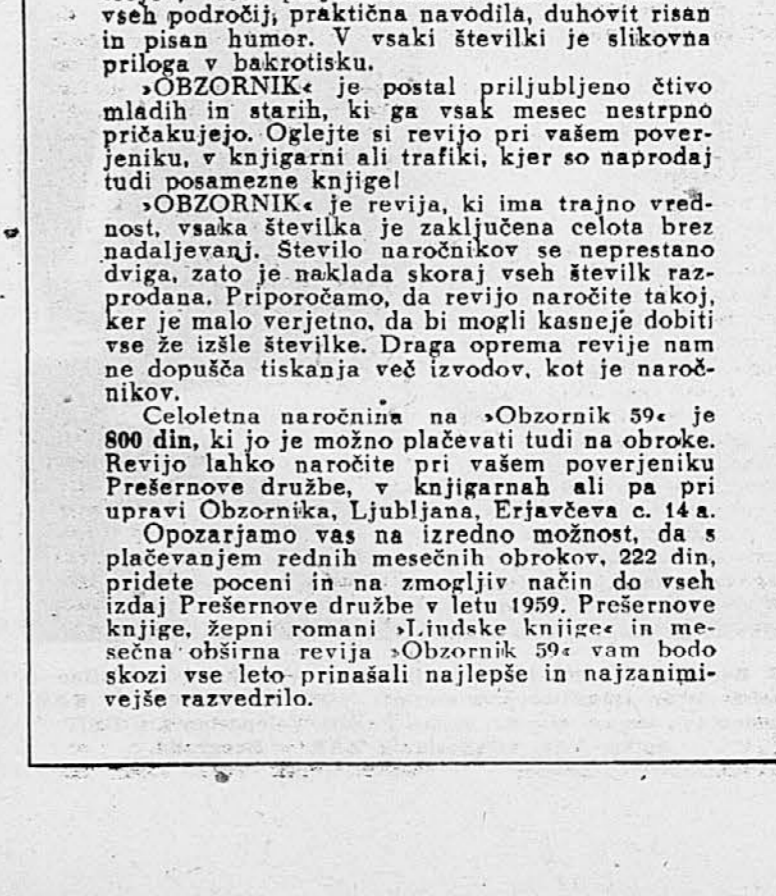 vseh področij, praktična navodila, duhovit risan
in pisan humor. V vsaki številki je slikovna
priloga v bakrotisku.
»OBZORNIK« je postal priljubljeno čtivo
mladih in starih, ki ga vsak mesec nestrpno
pričakujejo. Oglejte si revijo pri vašem pover-
jeniku, v knjigarni ali trafiki, kjer so naprodaj
tudi posamezne knjige!
»OBZORNIK« je revija, ki ima trajno vred-
nost, vsaka številka je zaključena celota brez
nadaljevanj. Število naročnikov se neprestano
dviga, zato je naklada skoraj vseh številk raz-
prodana. Priporočamo, da revijo naročite takoj,
ker je malo verjetno, da bi mogli kasneje dobiti
vse že izšle številke. Draga oprema revije nam
ne dopušča tiskanja več izvodov, kot je naroč-
nikov.
Celoletna naročnina na »Obzornik 59« je
800 din, ki jo je možno plačevati tudi na obroke.
Revijo lahko naročite pri vašem poverjeniku
Prešernove družbe, v knjigarnah ali pa pri
upravi Obzornika, Ljubljana, Erjavčeva c. 14 a.
Opozarjamo vas na izredno možnost, da s
plačevanjem rednih mesečnih obrokov, 222 din,
pridete poceni in na zmogljiv način do vseh
izdaj Prešernove družbe v letu 1959. Prešernove
knjige, žepni romani »Ljudske knjige« in me-
sečna obširna revija »Obzornik 59« vam bodo
skozi vse leto prinašali najlepše in najzanimi-
vejše razvedrilo.